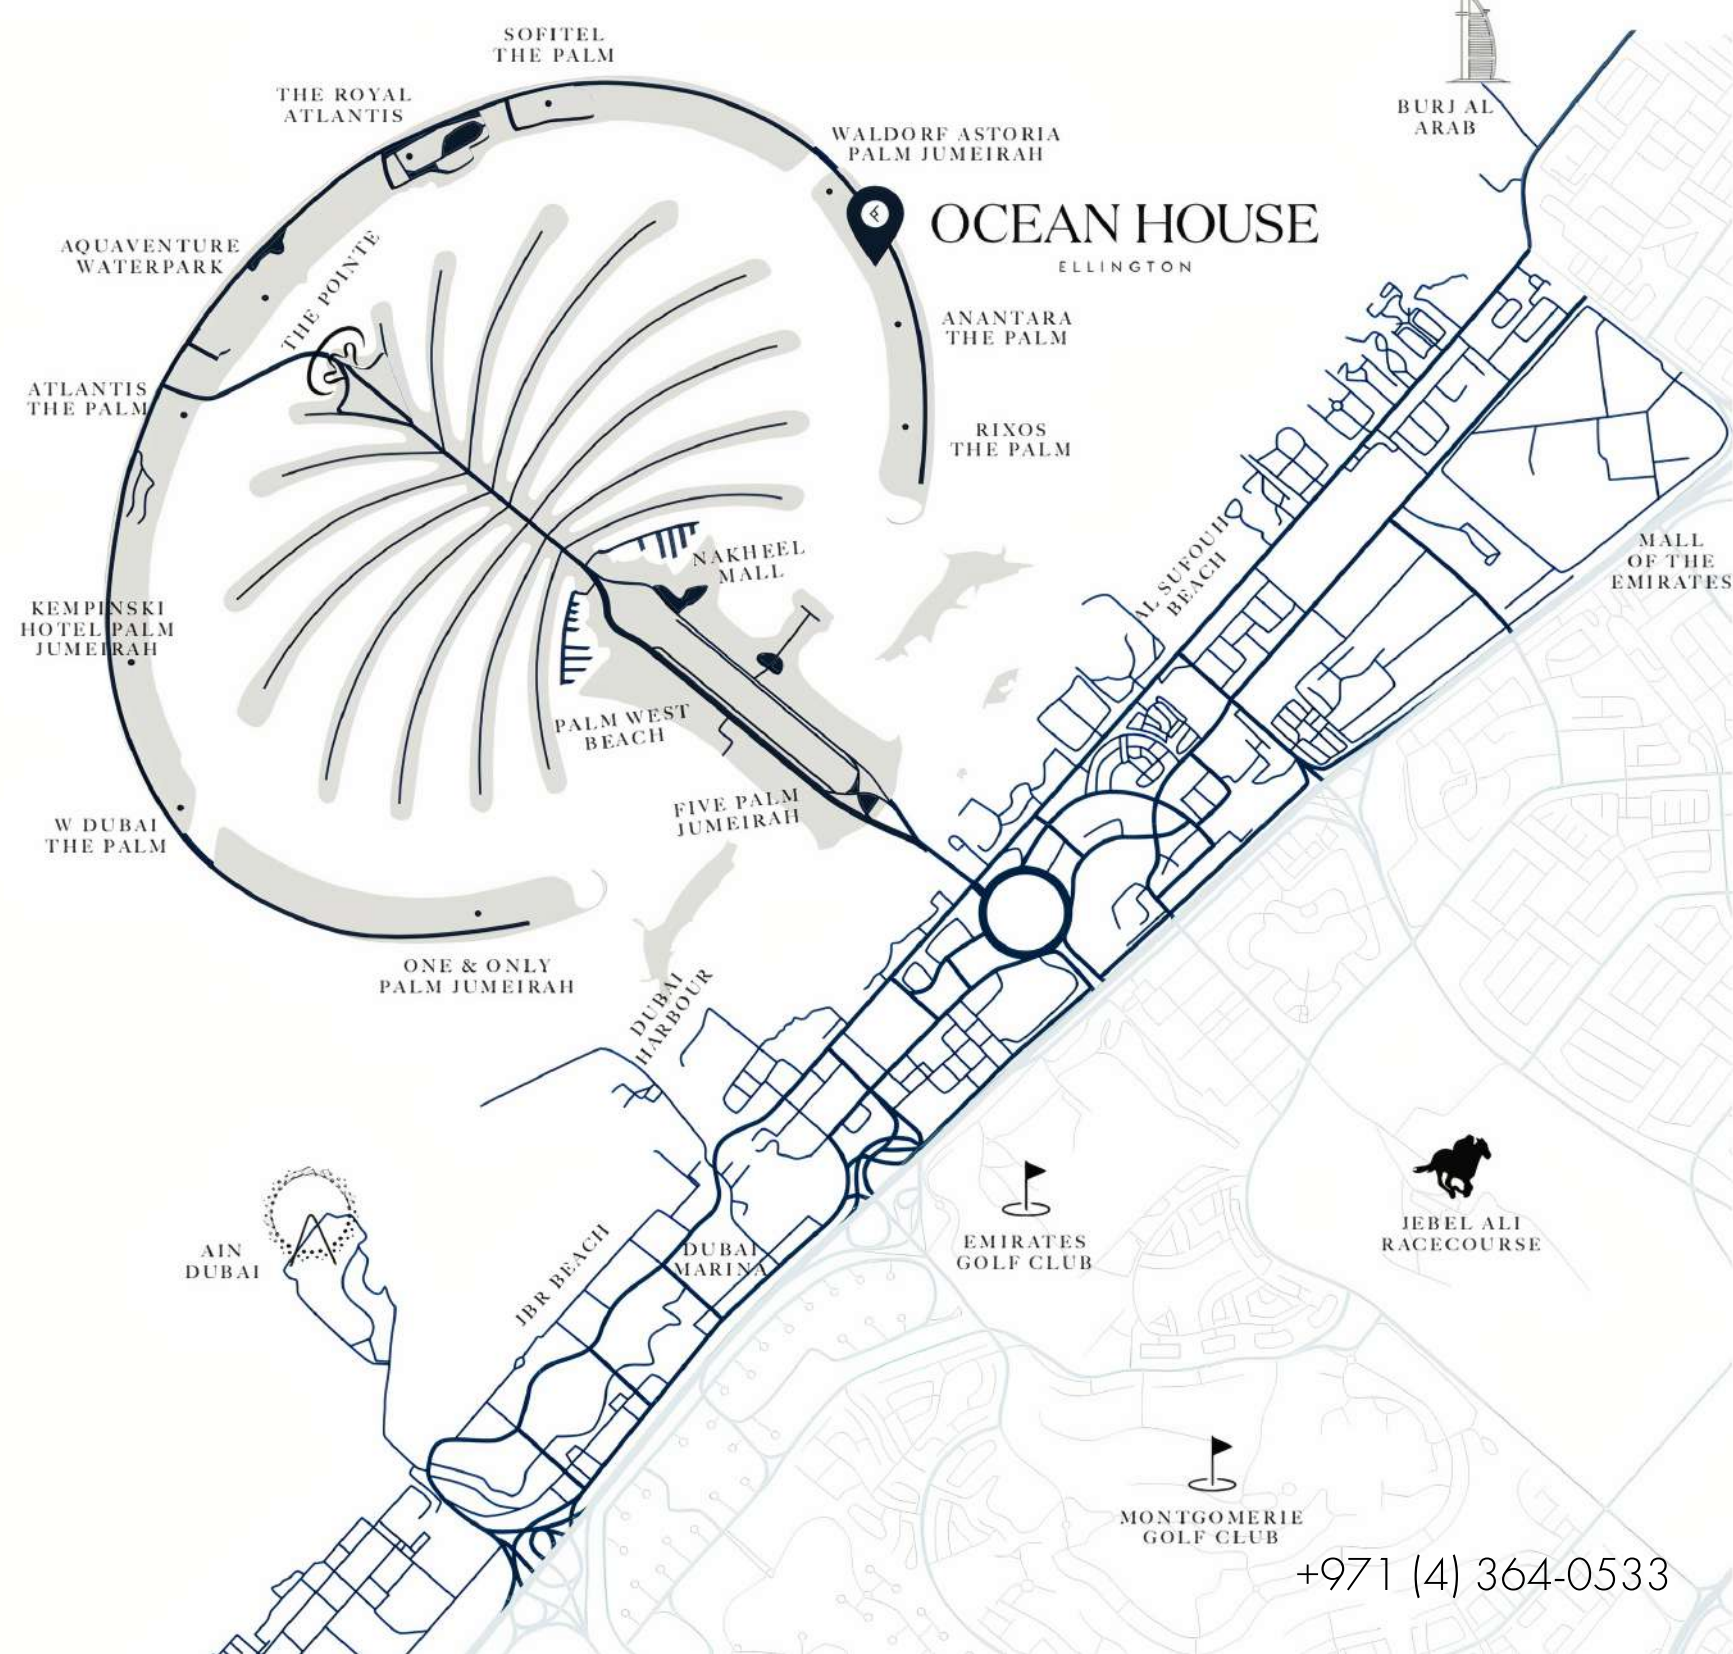 SOFITEL
THE PALM
THE ROYAL
ATLANTIS
BURJ AL
ARAB
WALDORF ASTORIA
PALM JUMEIRAH
OCEAN HOUSE
ELLINGTON
AQUAVENTURE
WATERPARK
THE POINTE
ANANTARA
THE PALM
ATLANTIS
THE PALM
RIXOS
THE PALM
NAKHEEL
MALL
AL SUFOUH
BEACH
MALL
OF THE
EMIRATES
KEMPINSKI
HOTEL PALM
JUMEIRAH
PALM WEST
BEACH
FIVE PALM
JUMEIRAH
W DUBAI
THE PALM
ONE & ONLY
PALM JUMEIRAH
DUBAI
HARBOUR
AIN
DUBAI
JBR BEACH
DUBAI
MARINA
EMIRATES
GOLF CLUB
JEBEL ALI
RACECOURSE
MONTGOMERIE
GOLF CLUB
+971 (4) 364-0533